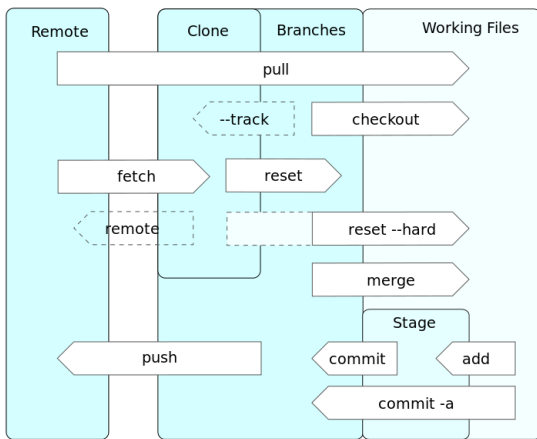 Remote
Clone
Branches
Working Files
pull
--track
checkout
fetch
reset
remote
reset --hard
merge
Stage
push
commit
add
commit -a